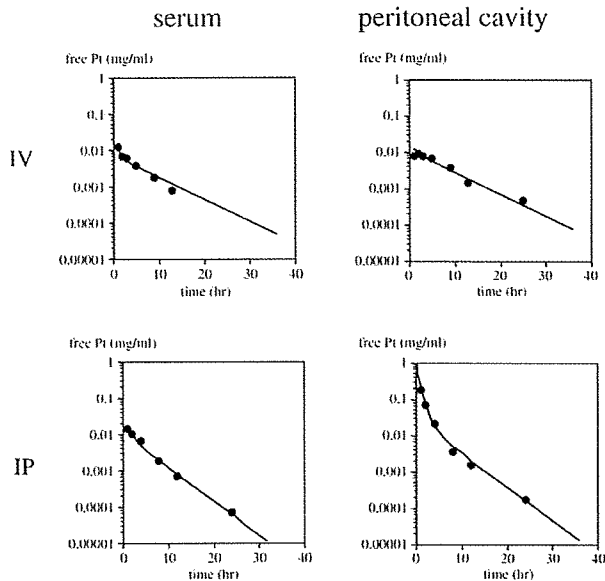 serum peritoneal cavity
free Pt (mg/ml) free Pt (mg/ml)
IV
1 1
0.1 0.1
0.01 0.01
0.001 0.001
0.0001 0.0001
0.00001 0.00001
0 10 20 30 40 0 10 20 30 40
time (hr) time (hr)
free Pt (mg/ml) free Pt (mg/ml)
IP
1 1
0.1 0.1
0.01 0.01
0.001 0.001
0.0001 0.0001
0.00001 0.00001
0 10 20 30 40 0 10 20 30 40
time (hr) time (hr)